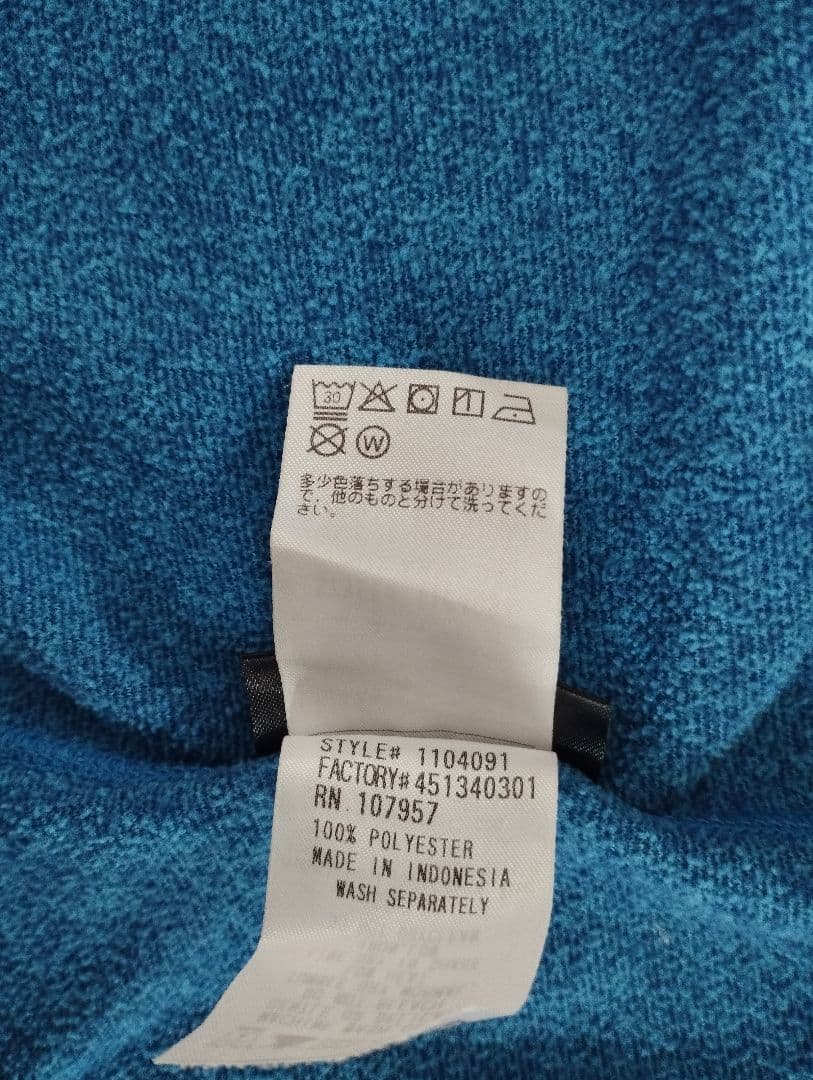 30
W
多少色落ちする場合がありますの
で、他のものと分けて洗ってくだ
さい。
STYLE# 1104091
FACTORY#451340301
RN 107957
100% POLYESTER
MADE IN INDONESIA
WASH SEPARATELY